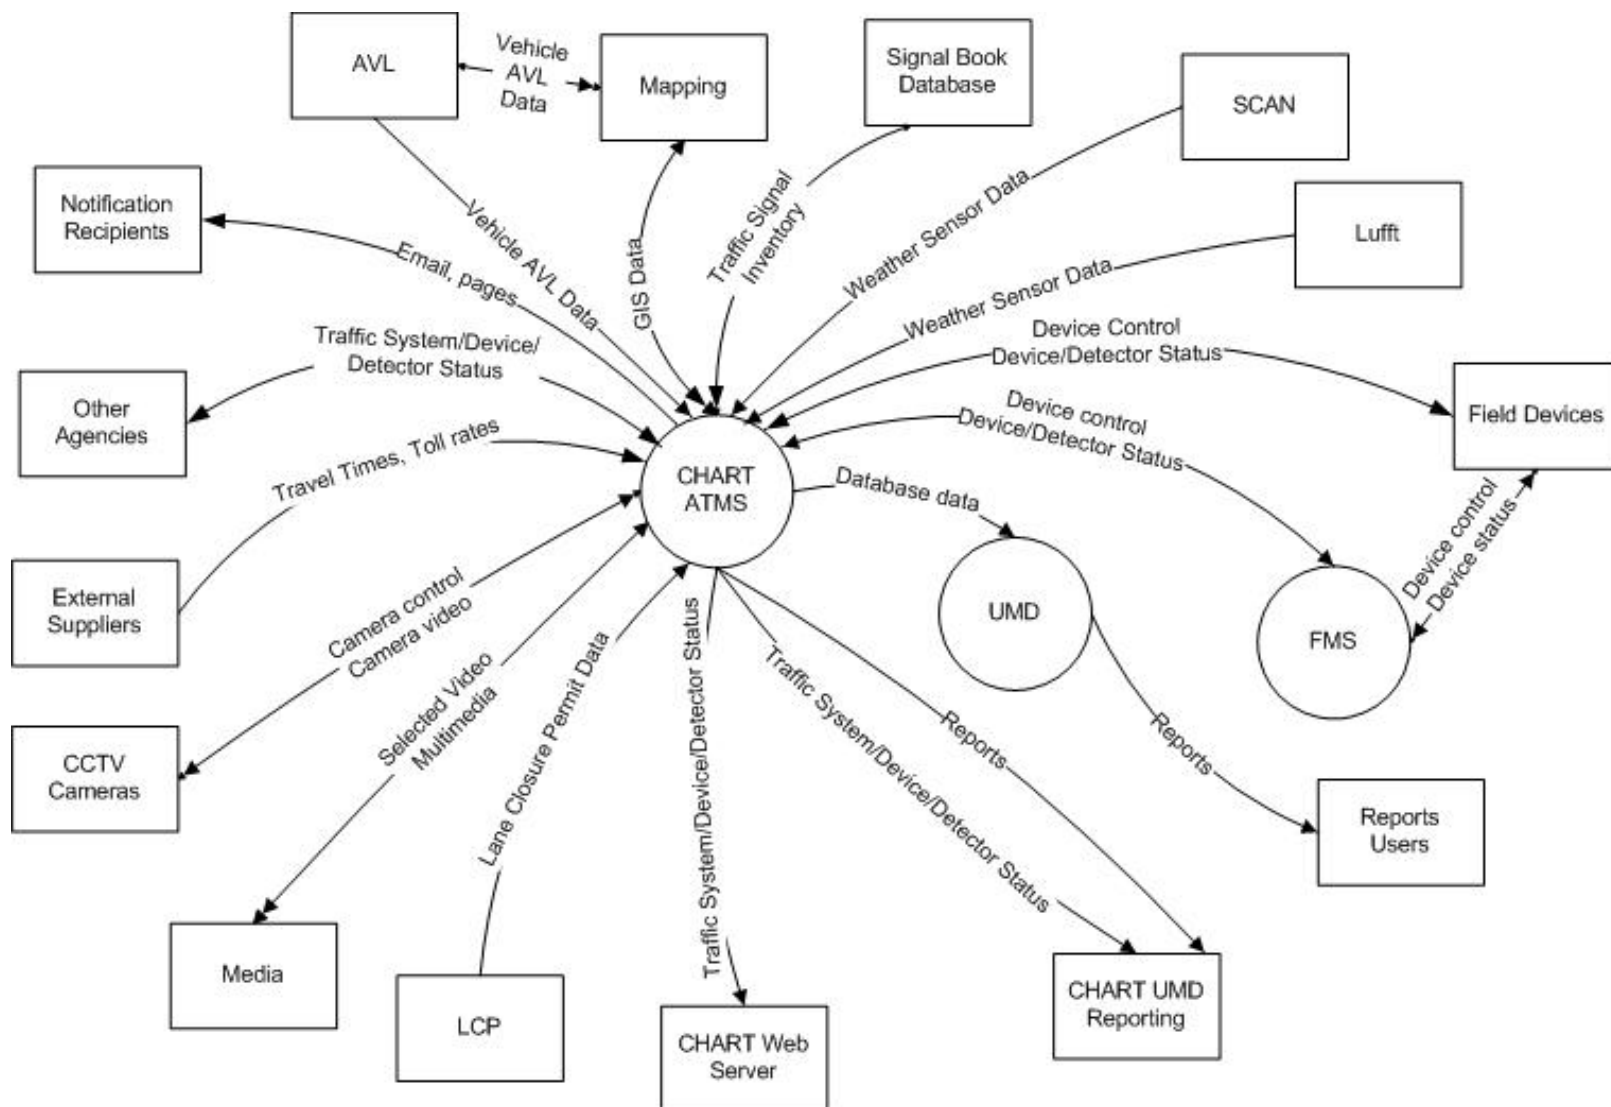 AVL
Vehicle
AVL
Data
Mapping
Signal Book
Database
SCAN
Lufft
Notification
Recipients
Email, pages
Vehicle AVL Data
GIS Data
Traffic Signal
Inventory
Weather Sensor Data
Weather Sensor Data
Traffic System/Device/
Detector Status
Device Control
Device/Detector Status
Other
Agencies
Field Devices
Travel Times, Toll rates
CHART
ATMS
Device control
Device/Detector Status
Database data
Device control
Device status
External
Suppliers
UMD
FMS
Camera control
Camera video
Selected Video
Multimedia
Lane Closure Permit Data
Traffic System/Device/Detector Status
Traffic System/Device/Detector Status
Reports
Reports
CCTV
Cameras
Reports
Users
Media
LCP
CHART Web
Server
CHART UMD
Reporting